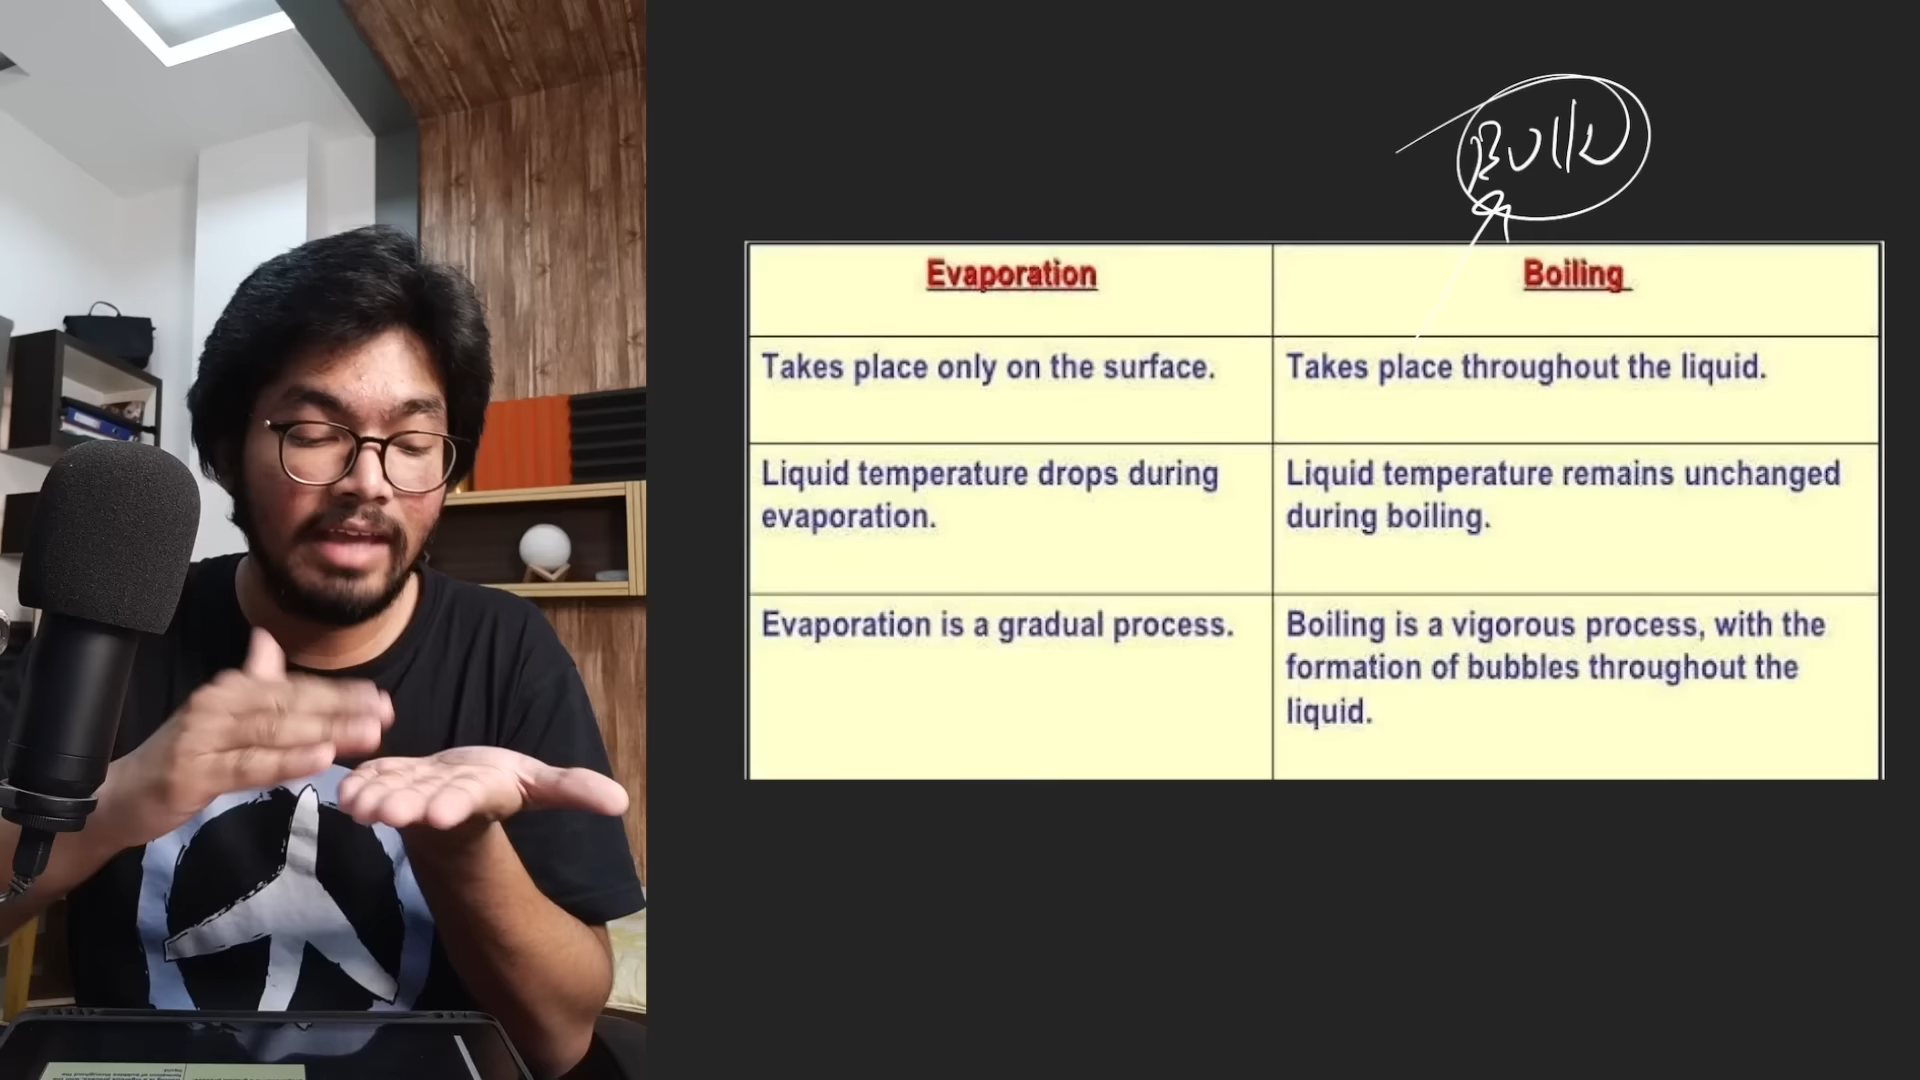 Bulk
Evaporation
Boiling
Takes place only on the surface.
Takes place throughout the liquid.
Liquid temperature drops during
evaporation.
Liquid temperature remains unchanged
during boiling.
Evaporation is a gradual process.
Boiling is a vigorous process, with the
formation of bubbles throughout the
liquid.